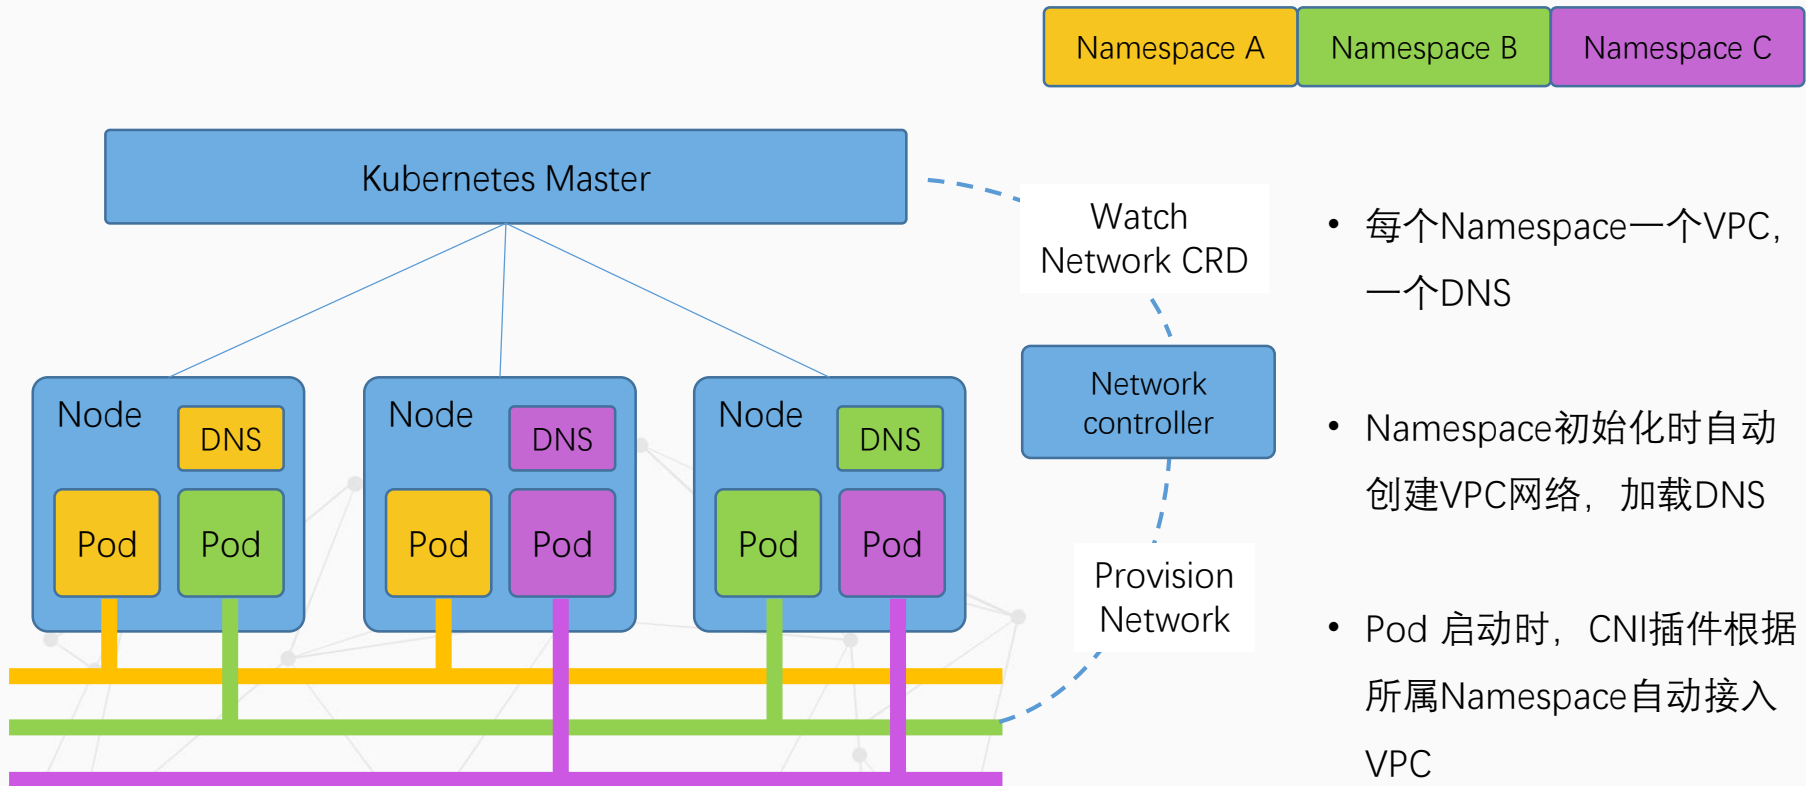 Namespace A
Namespace B
Namespace C
Kubernetes Master
Watch
Network CRD
Network
controller
Provision
Network
Node
DNS
Pod
Pod
Node
DNS
Pod
Pod
Node
DNS
Pod
Pod
• 每个Namespace一个VPC,
一个DNS
• Namespace初始化时自动
创建VPC网络，加载DNS
• Pod 启动时，CNI插件根据
所属Namespace自动接入
VPC